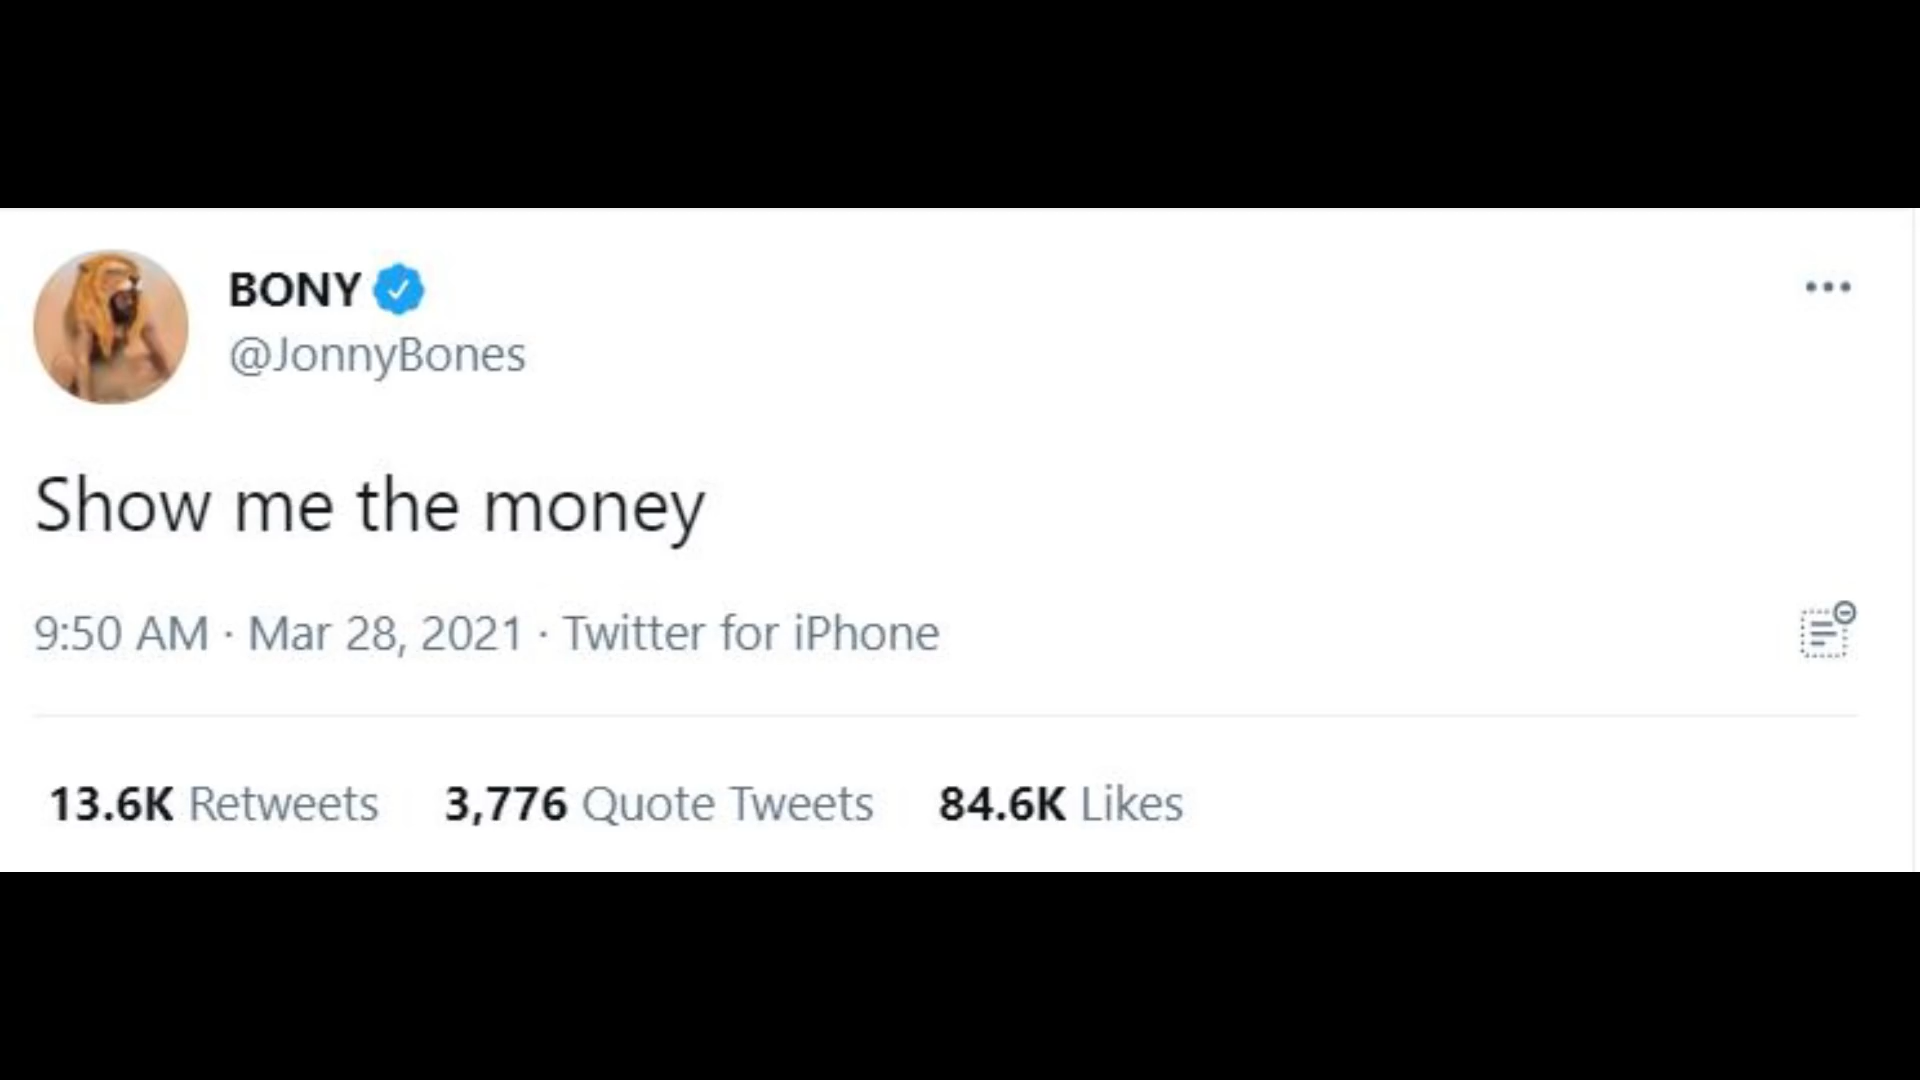 BONY
@JonnyBones
Show me the money
9:50 AM · Mar 28, 2021 · Twitter for iPhone
13.6K Retweets 3,776 Quote Tweets 84.6K Likes